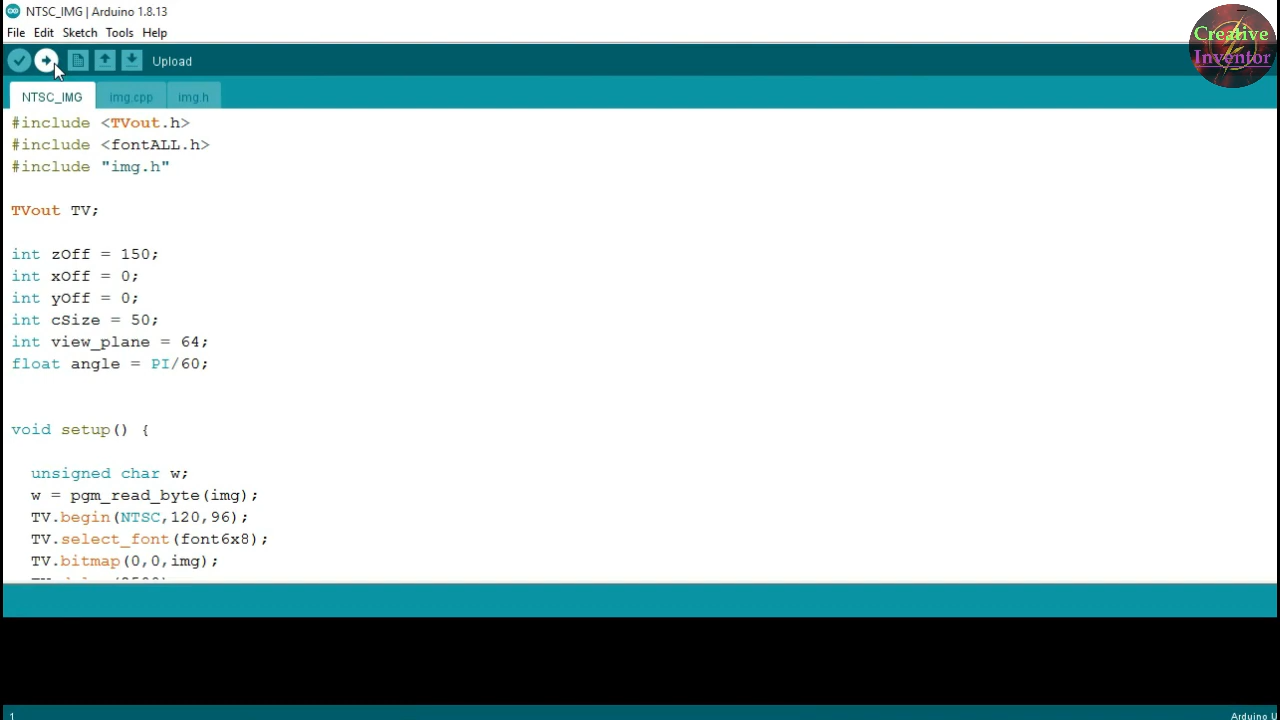 NTSC_IMG | Arduino 1.8.13
File Edit Sketch Tools Help
Upload
Creative
Inventor
NTSC_IMG img.cpp img.h
#include <TVout.h>
#include <fontALL.h>
#include "img.h"
TVout TV;
int zOff = 150;
int xOff = 0;
int yOff = 0;
int cSize = 50;
int view_plane = 64;
float angle = PI/60;
void setup() {
unsigned char w;
w = pgm_read_byte(img);
TV.begin(NTSC,120,96);
TV.select_font(font6x8);
TV.bitmap(0,0,img);
1
Arduino U